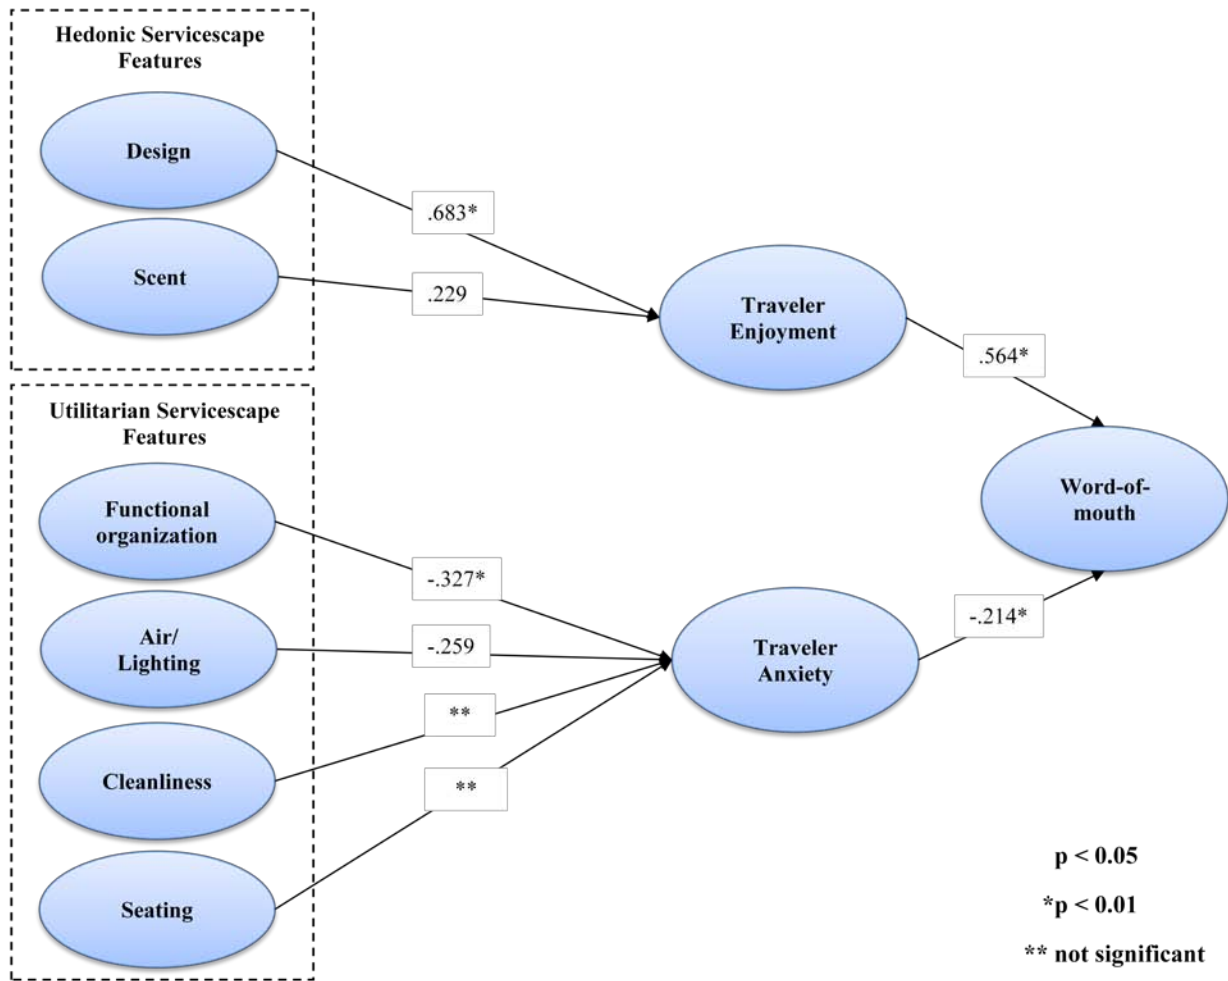 Hedonic Servicescape
Features
Design
Scent
.683*
.229
Traveler
Enjoyment
.564*
Utilitarian Servicescape
Features
Functional
organization
Air/
Lighting
Cleanliness
Seating
-.327*
-.259
**
**
Traveler
Anxiety
-.214*
Word-of-
mouth
p < 0.05
*p < 0.01
** not significant